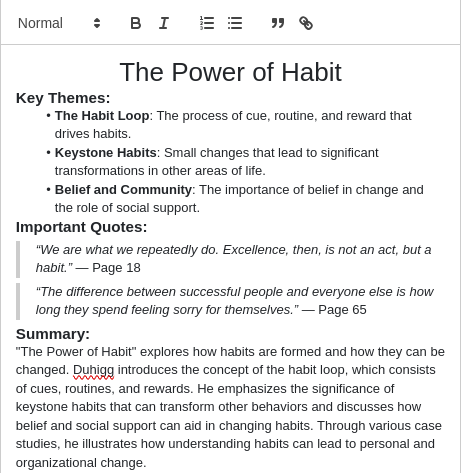 Normal
The Power of Habit
Key Themes:
• The Habit Loop: The process of cue, routine, and reward that
drives habits.
• Keystone Habits: Small changes that lead to significant
transformations in other areas of life.
• Belief and Community: The importance of belief in change and
the role of social support.
Important Quotes:
“We are what we repeatedly do. Excellence, then, is not an act, but a
habit.” — Page 18
“The difference between successful people and everyone else is how
long they spend feeling sorry for themselves.” — Page 65
Summary:
"The Power of Habit" explores how habits are formed and how they can be
changed. Duhigg introduces the concept of the habit loop, which consists
of cues, routines, and rewards. He emphasizes the significance of
keystone habits that can transform other behaviors and discusses how
belief and social support can aid in changing habits. Through various case
studies, he illustrates how understanding habits can lead to personal and
organizational change.